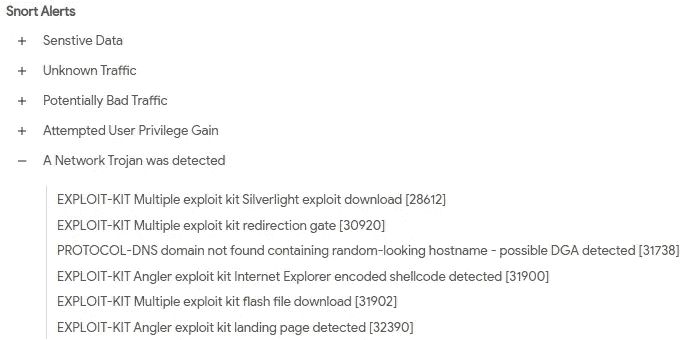 Snort Alerts
+ Senstive Data
+ Unknown Traffic
+ Potentially Bad Traffic
+ Attempted User Privilege Gain
− A Network Trojan was detected
EXPLOIT-KIT Multiple exploit kit Silverlight exploit download [28612]
EXPLOIT-KIT Multiple exploit kit redirection gate [30920]
PROTOCOL-DNS domain not found containing random-looking hostname - possible DGA detected [31738]
EXPLOIT-KIT Angler exploit kit Internet Explorer encoded shellcode detected [31900]
EXPLOIT-KIT Multiple exploit kit flash file download [31902]
EXPLOIT-KIT Angler exploit kit landing page detected [32390]